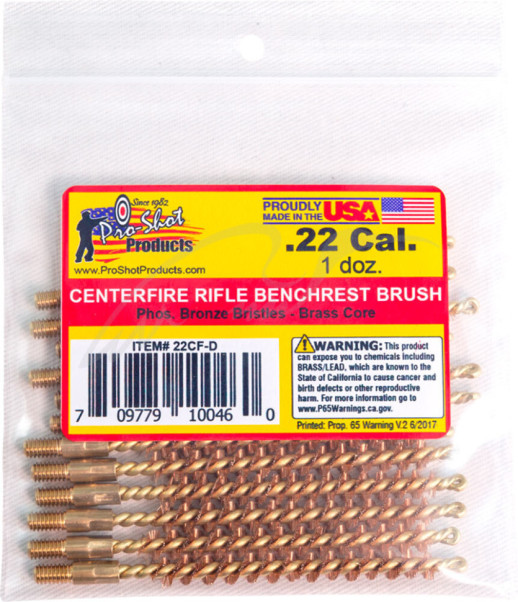 Since 1982
Pro-Shot
Products
www.ProShotProducts.com
PROUDLY
MADE IN THE USA
.22 Cal.
1 doz.
CENTERFIRE RIFLE BENCHREST BRUSH
Phos. Bronze Bristles - Brass Core
ITEM# 22CF-D
7 09779 10046 0
WARNING: This product
can expose you to chemicals including
BRASS/LEAD, which are known to the
State of California to cause cancer and
birth defects or other reproductive
harm. For more information go to
www.P65Warnings.ca.gov.
Printed: Prop. 65 Warning V.2 6/2017